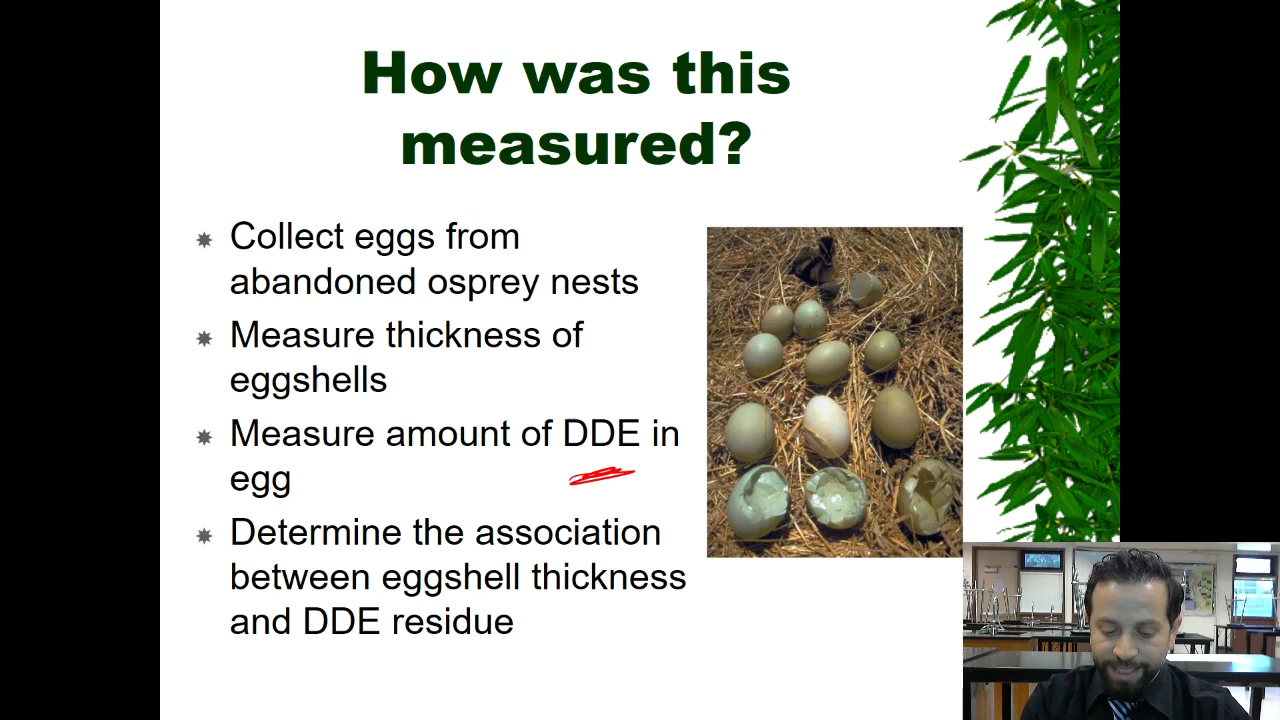 How was this
measured?
Collect eggs from
abandoned osprey nests
Measure thickness of
eggshells
Measure amount of DDE in
egg
Determine the association
between eggshell thickness
and DDE residue